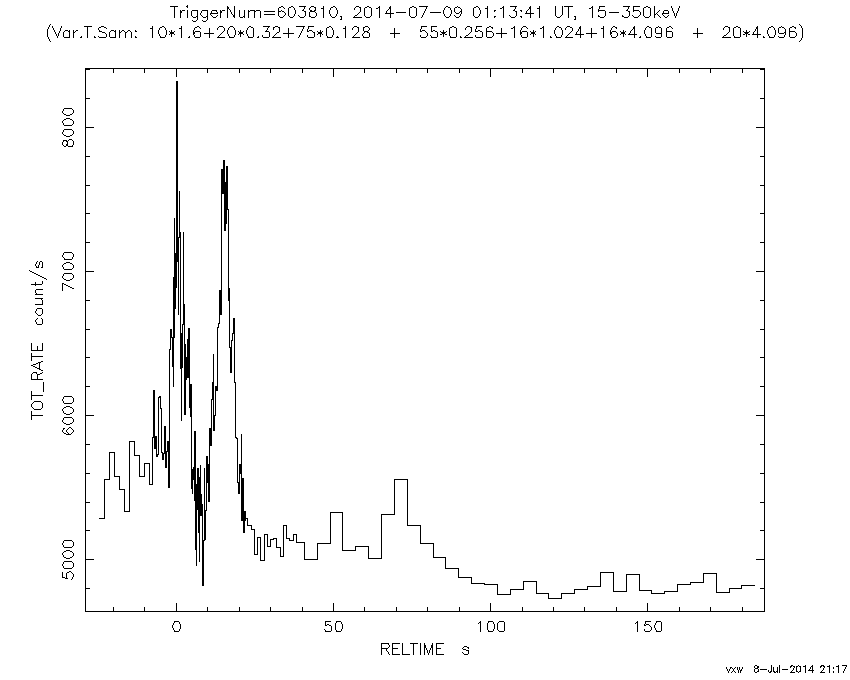 TriggerNum=603810, 2014-07-09 01:13:41 UT, 15-350keV
(Var.T.Sam: 10*1.6+20*0.32+75*0.128 + 55*0.256+16*1.024+16*4.096 + 20*4.096)
8000
7000
6000
5000
TOT_RATE count/s
0 50 100 150
RELTIME s
vxw 8-Jul-2014 21:17